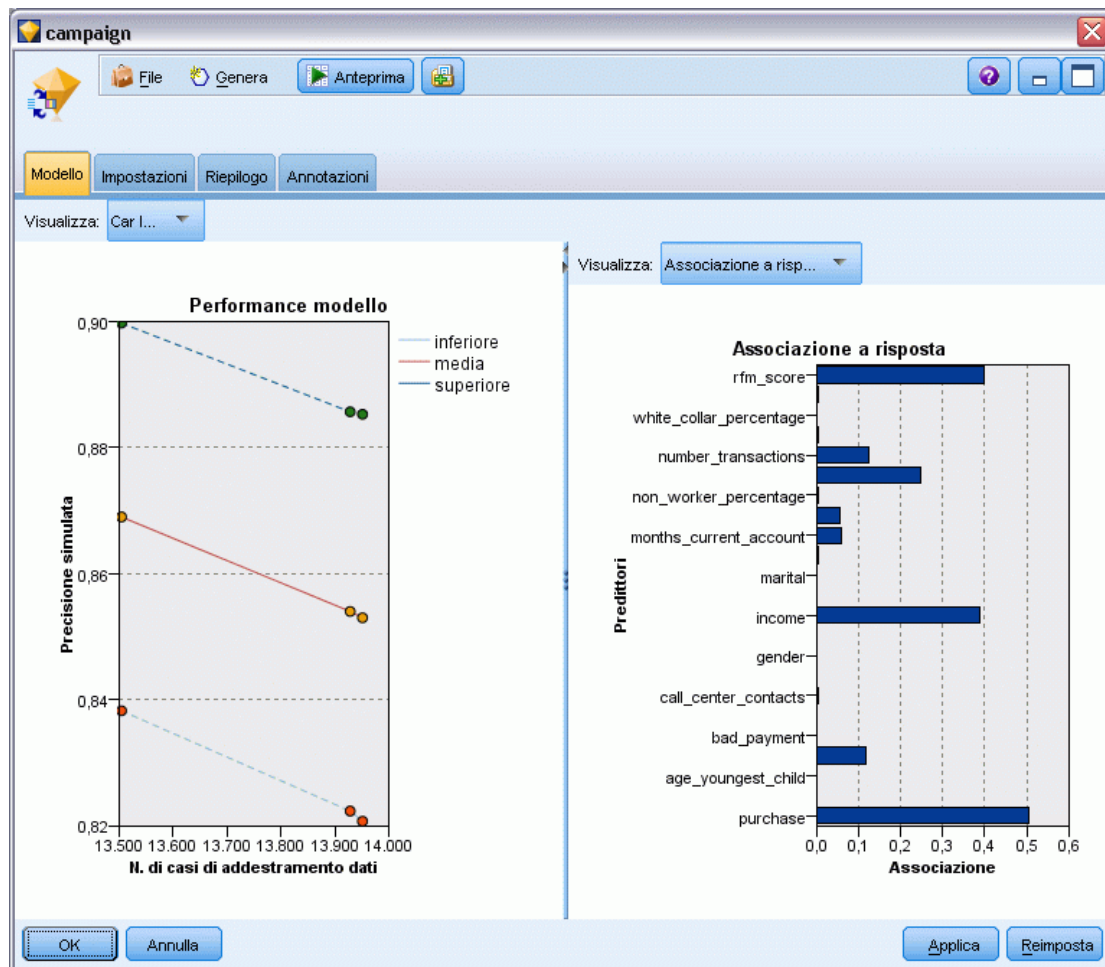 campaign
File Genera Anteprima
Modello Impostazioni Riepilogo Annotazioni
Visualizza: Car l...
Performance modello
0,90
0,88
0,86
0,84
0,82
Precisione simulata
13.500 13.600 13.700 13.800 13.900 14.000
N. di casi di addestramento dati
inferiore
media
superiore
Visualizza: Associazione a risp...
Associazione a risposta
Predittori
rfm_score
white_collar_percentage
number_transactions
non_worker_percentage
months_current_account
marital
income
gender
call_center_contacts
bad_payment
age_youngest_child
purchase
0,0 0,1 0,2 0,3 0,4 0,5 0,6
Associazione
OK Annulla Applica Reimposta